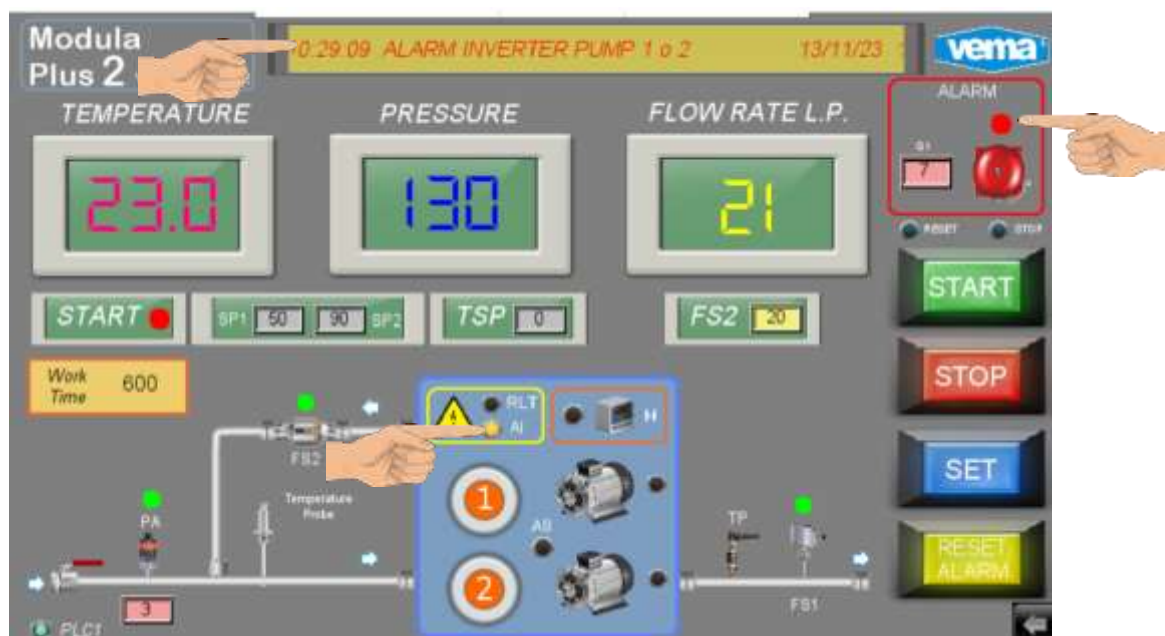 Modula
Plus 2
0:29:09 ALARM INVERTER PUMP 1 o 2 13/11/23
vema
ALARM
TEMPERATURE PRESSURE FLOW RATE L.P.
23.0 130 21
7
RESET STOP
START SP1 50 90 SP2 TSP 0 FS2 20
START
Work
Time 600
STOP
RLT
AI
H
FS2
SET
Temperature
Probe
1
PA
AB
TP
2
RESET
ALARM
3
FS1
PLC1